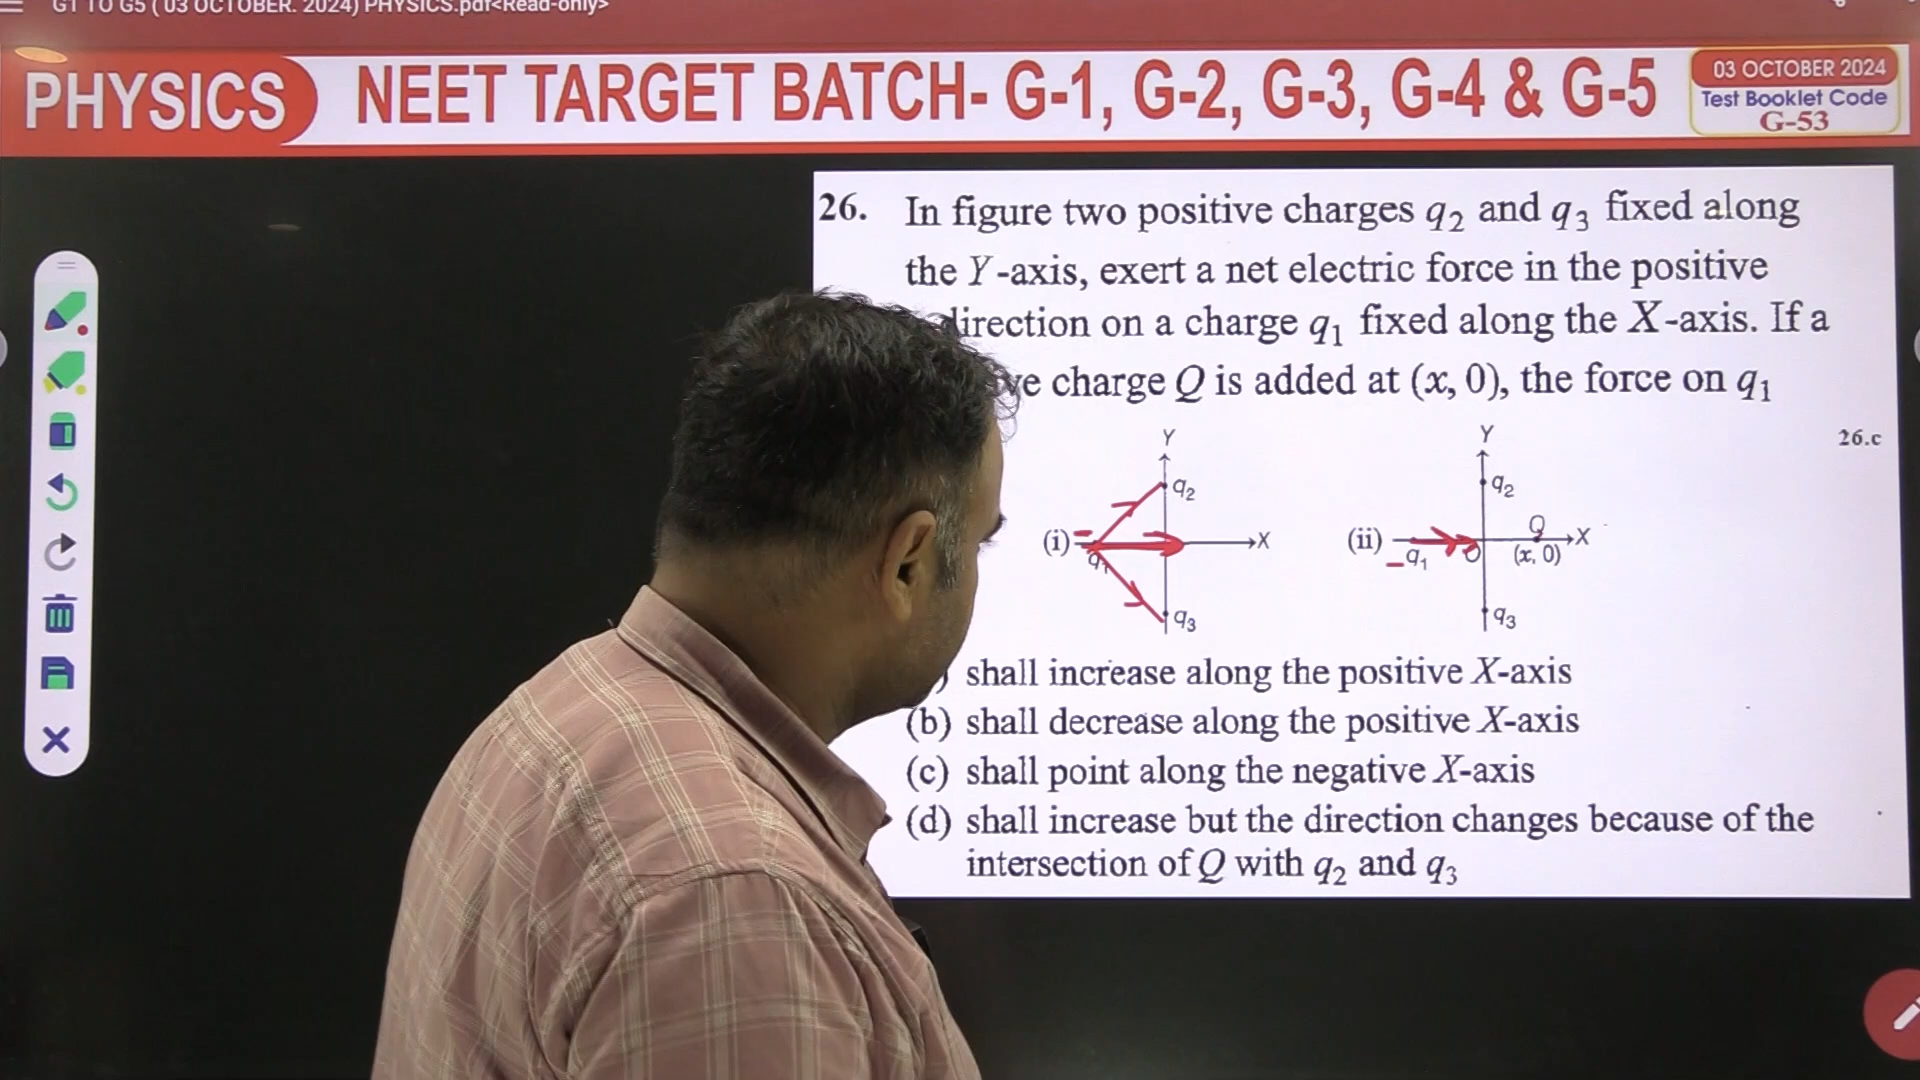 G1 TO G5 ( 03 OCTOBER. 2024) PHYSICS.pdf<Read-only>
PHYSICS
NEET TARGET BATCH- G-1, G-2, G-3, G-4 & G-5
03 OCTOBER 2024
Test Booklet Code
G-53
26. In figure two positive charges q₂ and q₃ fixed along
the Y-axis, exert a net electric force in the positive
direction on a charge q₁ fixed along the X-axis. If a
charge Q is added at (x, 0), the force on q₁
26.c
Y
q₂
(i)
q₁
X
q₃
Y
q₂
Q
(ii)
X
-q₁
O
(x, 0)
q₃
shall increase along the positive X-axis
(b) shall decrease along the positive X-axis
(c) shall point along the negative X-axis
(d) shall increase but the direction changes because of the
intersection of Q with q₂ and q₃